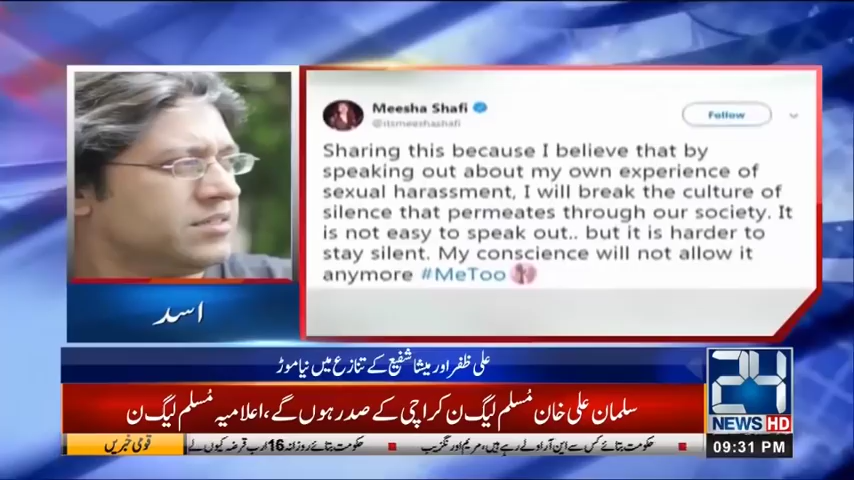 Meesha Shafi
@itsmeeshashafi
Follow
Sharing this because I believe that by
speaking out about my own experience of
sexual harassment, I will break the culture of
silence that permeates through our society. It
is not easy to speak out.. but it is harder to
stay silent. My conscience will not allow it
anymore #MeToo
اسد
علی ظفر اور میشا شفیع کے تنازع میں نیا موڑ
سلمان علی خان مُسلم لیگ ن کراچی کے صدر ہوں گے، اعلامیہ مُسلم لیگ ن
24
NEWS HD
قومی خبریں
حکومت بتائے کس سے این آر او لے رہے ہیں، مریم اورنگزیب
حکومت بتائے روزانہ 16 ارب قرضہ کیوں لے
09:31 PM